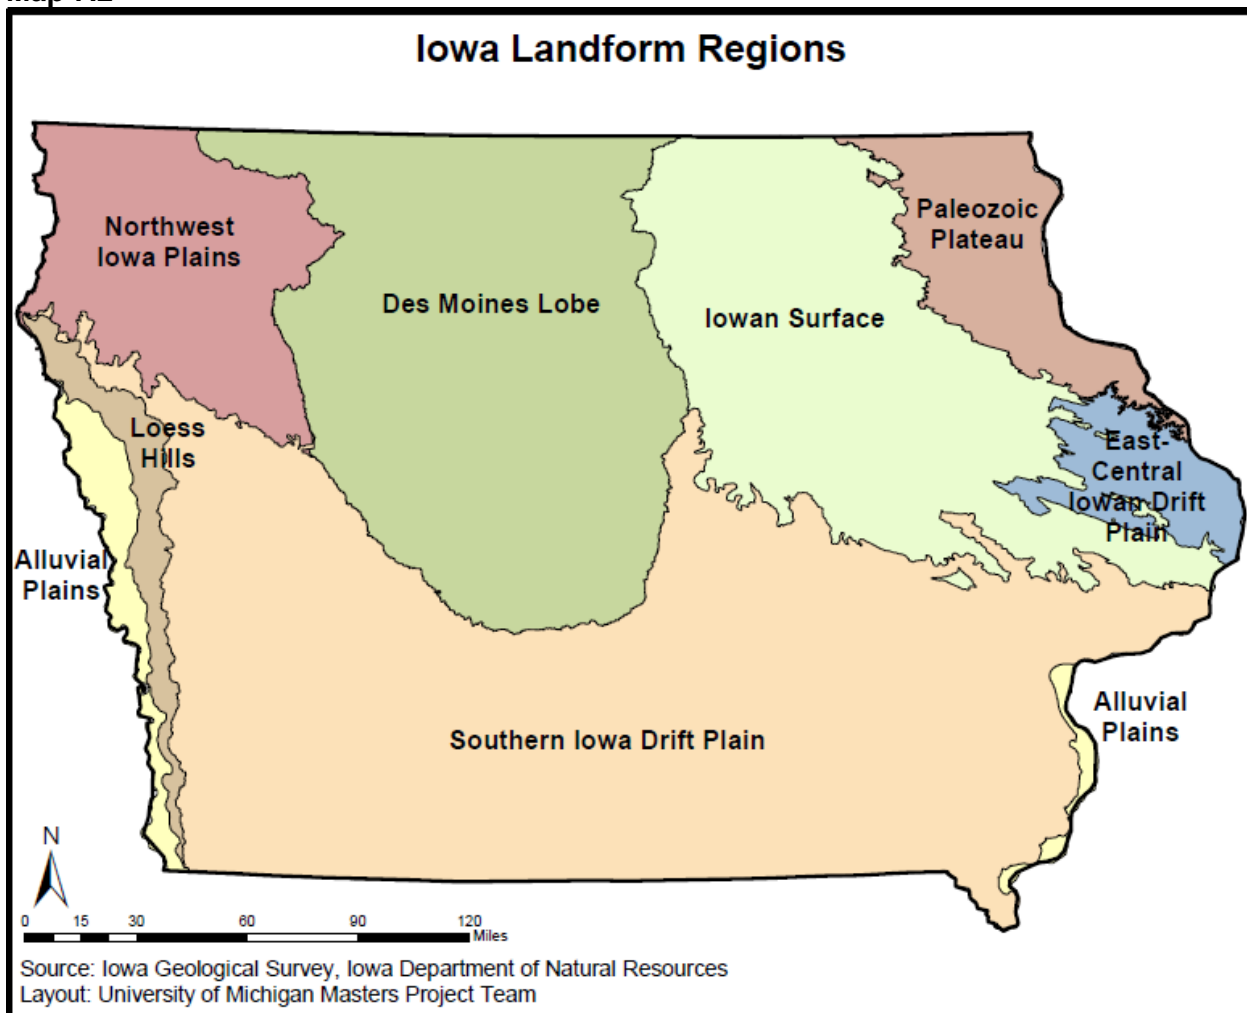 Iowa Landform Regions
Northwest
Iowa Plains
Des Moines Lobe
Iowan Surface
Paleozoic
Plateau
Loess
Hills
East-
Central
Iowan Drift
Plain
Alluvial
Plains
Southern Iowa Drift Plain
Alluvial
Plains
N
0 15 30 60 90 120
Miles
Source: Iowa Geological Survey, Iowa Department of Natural Resources
Layout: University of Michigan Masters Project Team